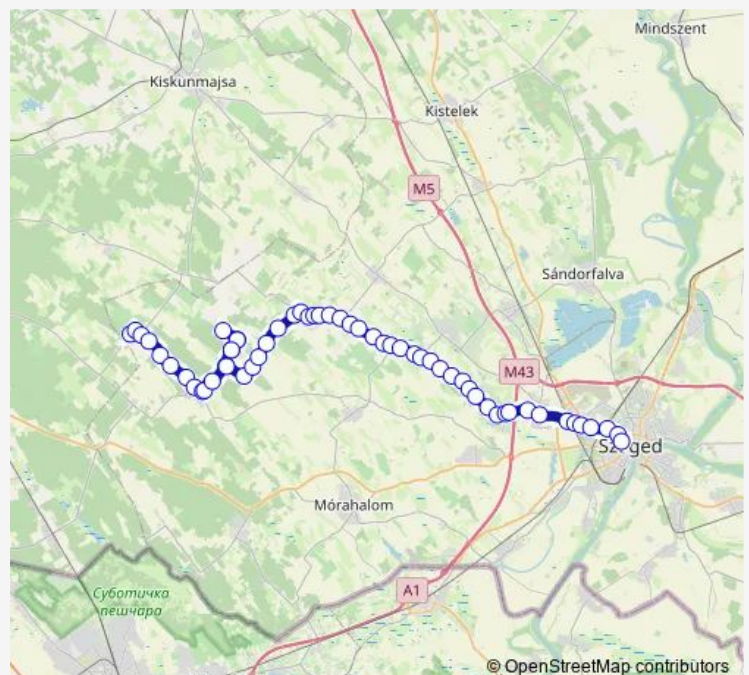 Mindszent
Kiskunmajsa
Kistelek
M5
Sándorfalva
M43
Szeged
Mórahalom
A1
Суботичка
пешчара
© OpenStreetMap contributors